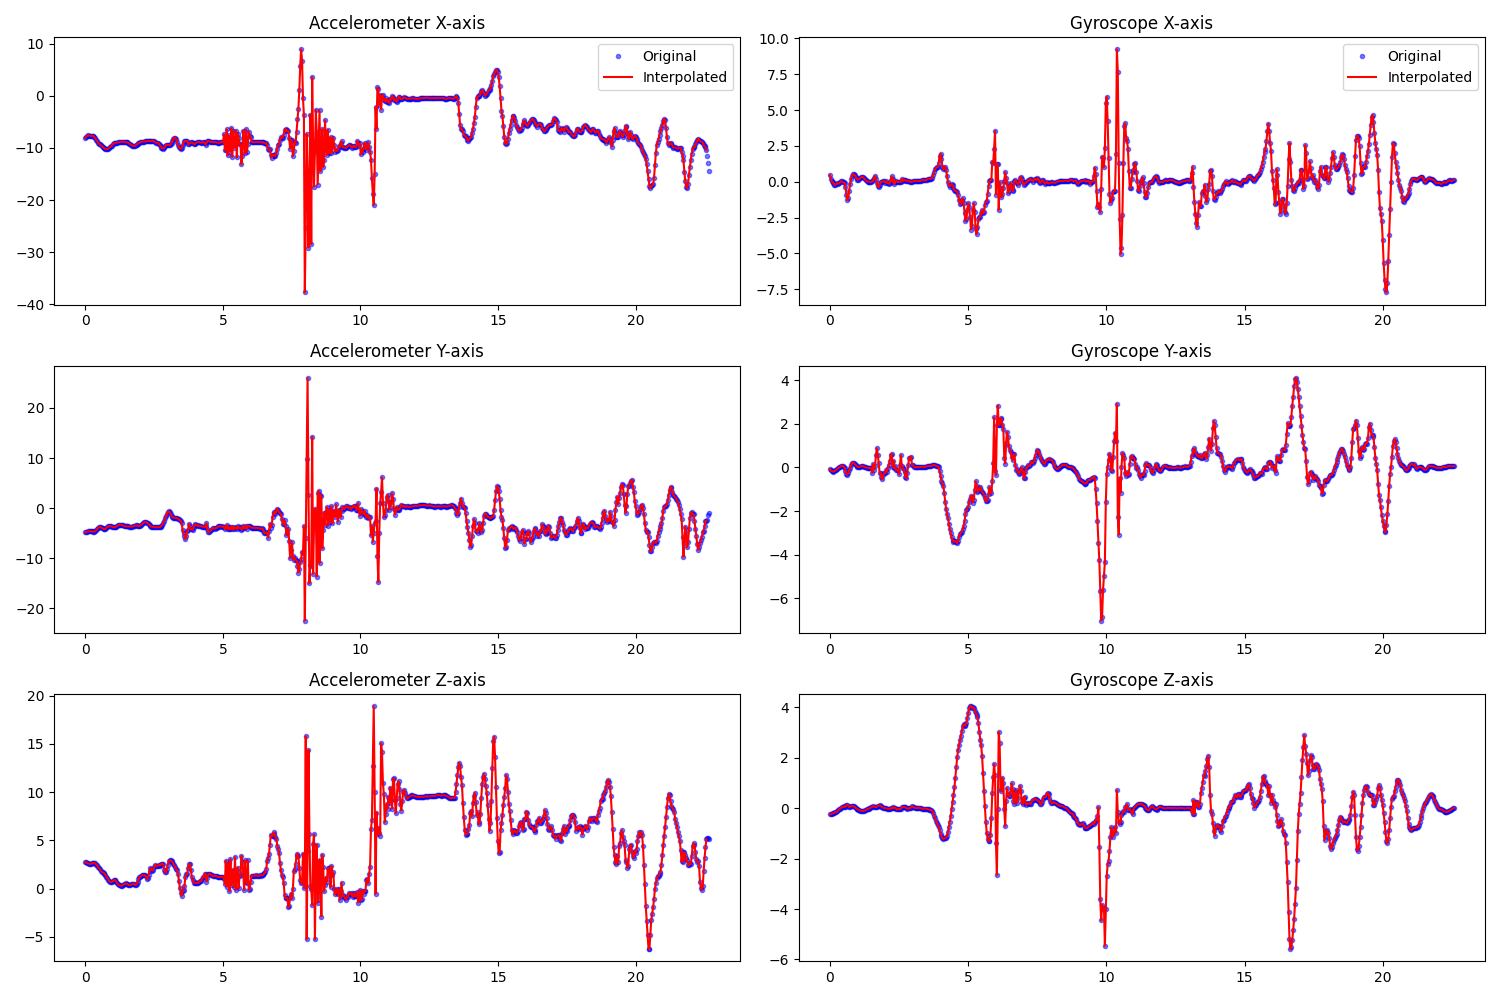 Accelerometer X-axis
Original
Interpolated
10
0
−10
−20
−30
−40
0 5 10 15 20
Gyroscope X-axis
Original
Interpolated
10.0
7.5
5.0
2.5
0.0
−2.5
−5.0
−7.5
0 5 10 15 20
Accelerometer Y-axis
20
10
0
−10
−20
0 5 10 15 20
Gyroscope Y-axis
4
2
0
−2
−4
−6
0 5 10 15 20
Accelerometer Z-axis
20
15
10
5
0
−5
0 5 10 15 20
Gyroscope Z-axis
4
2
0
−2
−4
−6
0 5 10 15 20